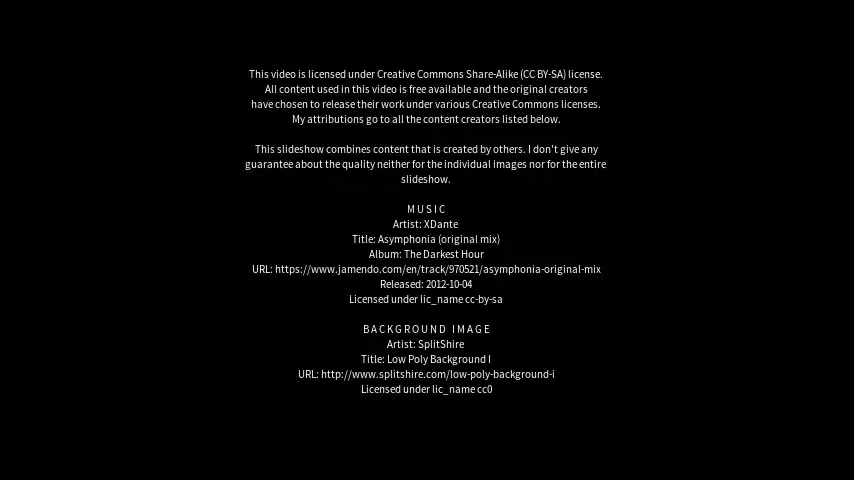 This video is licensed under Creative Commons Share-Alike (CC BY-SA) license.
All content used in this video is free available and the original creators
have chosen to release their work under various Creative Commons licenses.
My attributions go to all the content creators listed below.
This slideshow combines content that is created by others. I don't give any
guarantee about the quality neither for the individual images nor for the entire
slideshow.
MUSIC
Artist: XDante
Title: Asymphonia (original mix)
Album: The Darkest Hour
URL: https://www.jamendo.com/en/track/970521/asymphonia-original-mix
Released: 2012-10-04
Licensed under lic_name cc-by-sa
BACKGROUND IMAGE
Artist: SplitShire
Title: Low Poly Background I
URL: http://www.splitshire.com/low-poly-background-i
Licensed under lic_name cc0